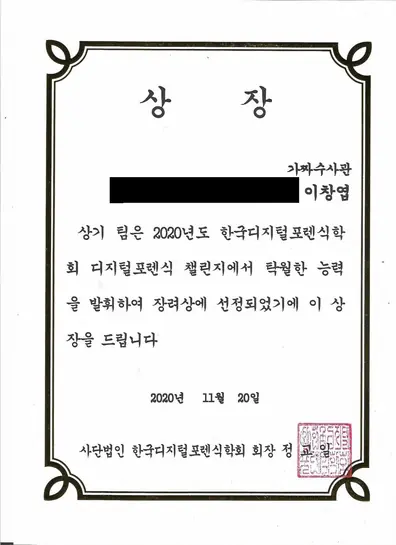 상 장
가짜수사관
이창엽
상기 팀은 2020년도 한국디지털포렌식학
회 디지털포렌식 챌린지에서 탁월한 능력
을 발휘하여 장려상에 선정되었기에 이 상
장을 드립니다
2020년 11월 20일
사단법인 한국디지털포렌식학회 회장 정 교 일